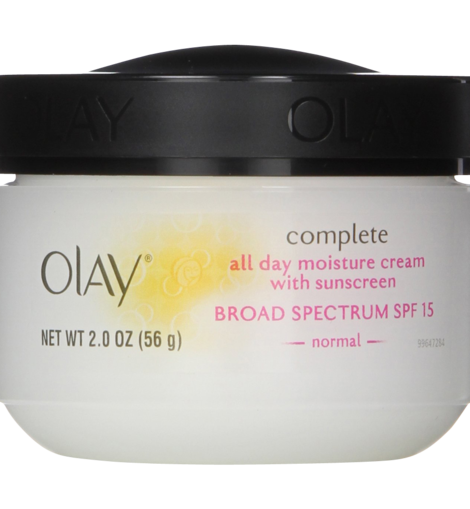 OLAY OLAY
OLAY®
complete
all day moisture cream
with sunscreen
BROAD SPECTRUM SPF 15
normal
NET WT 2.0 OZ (56 g)